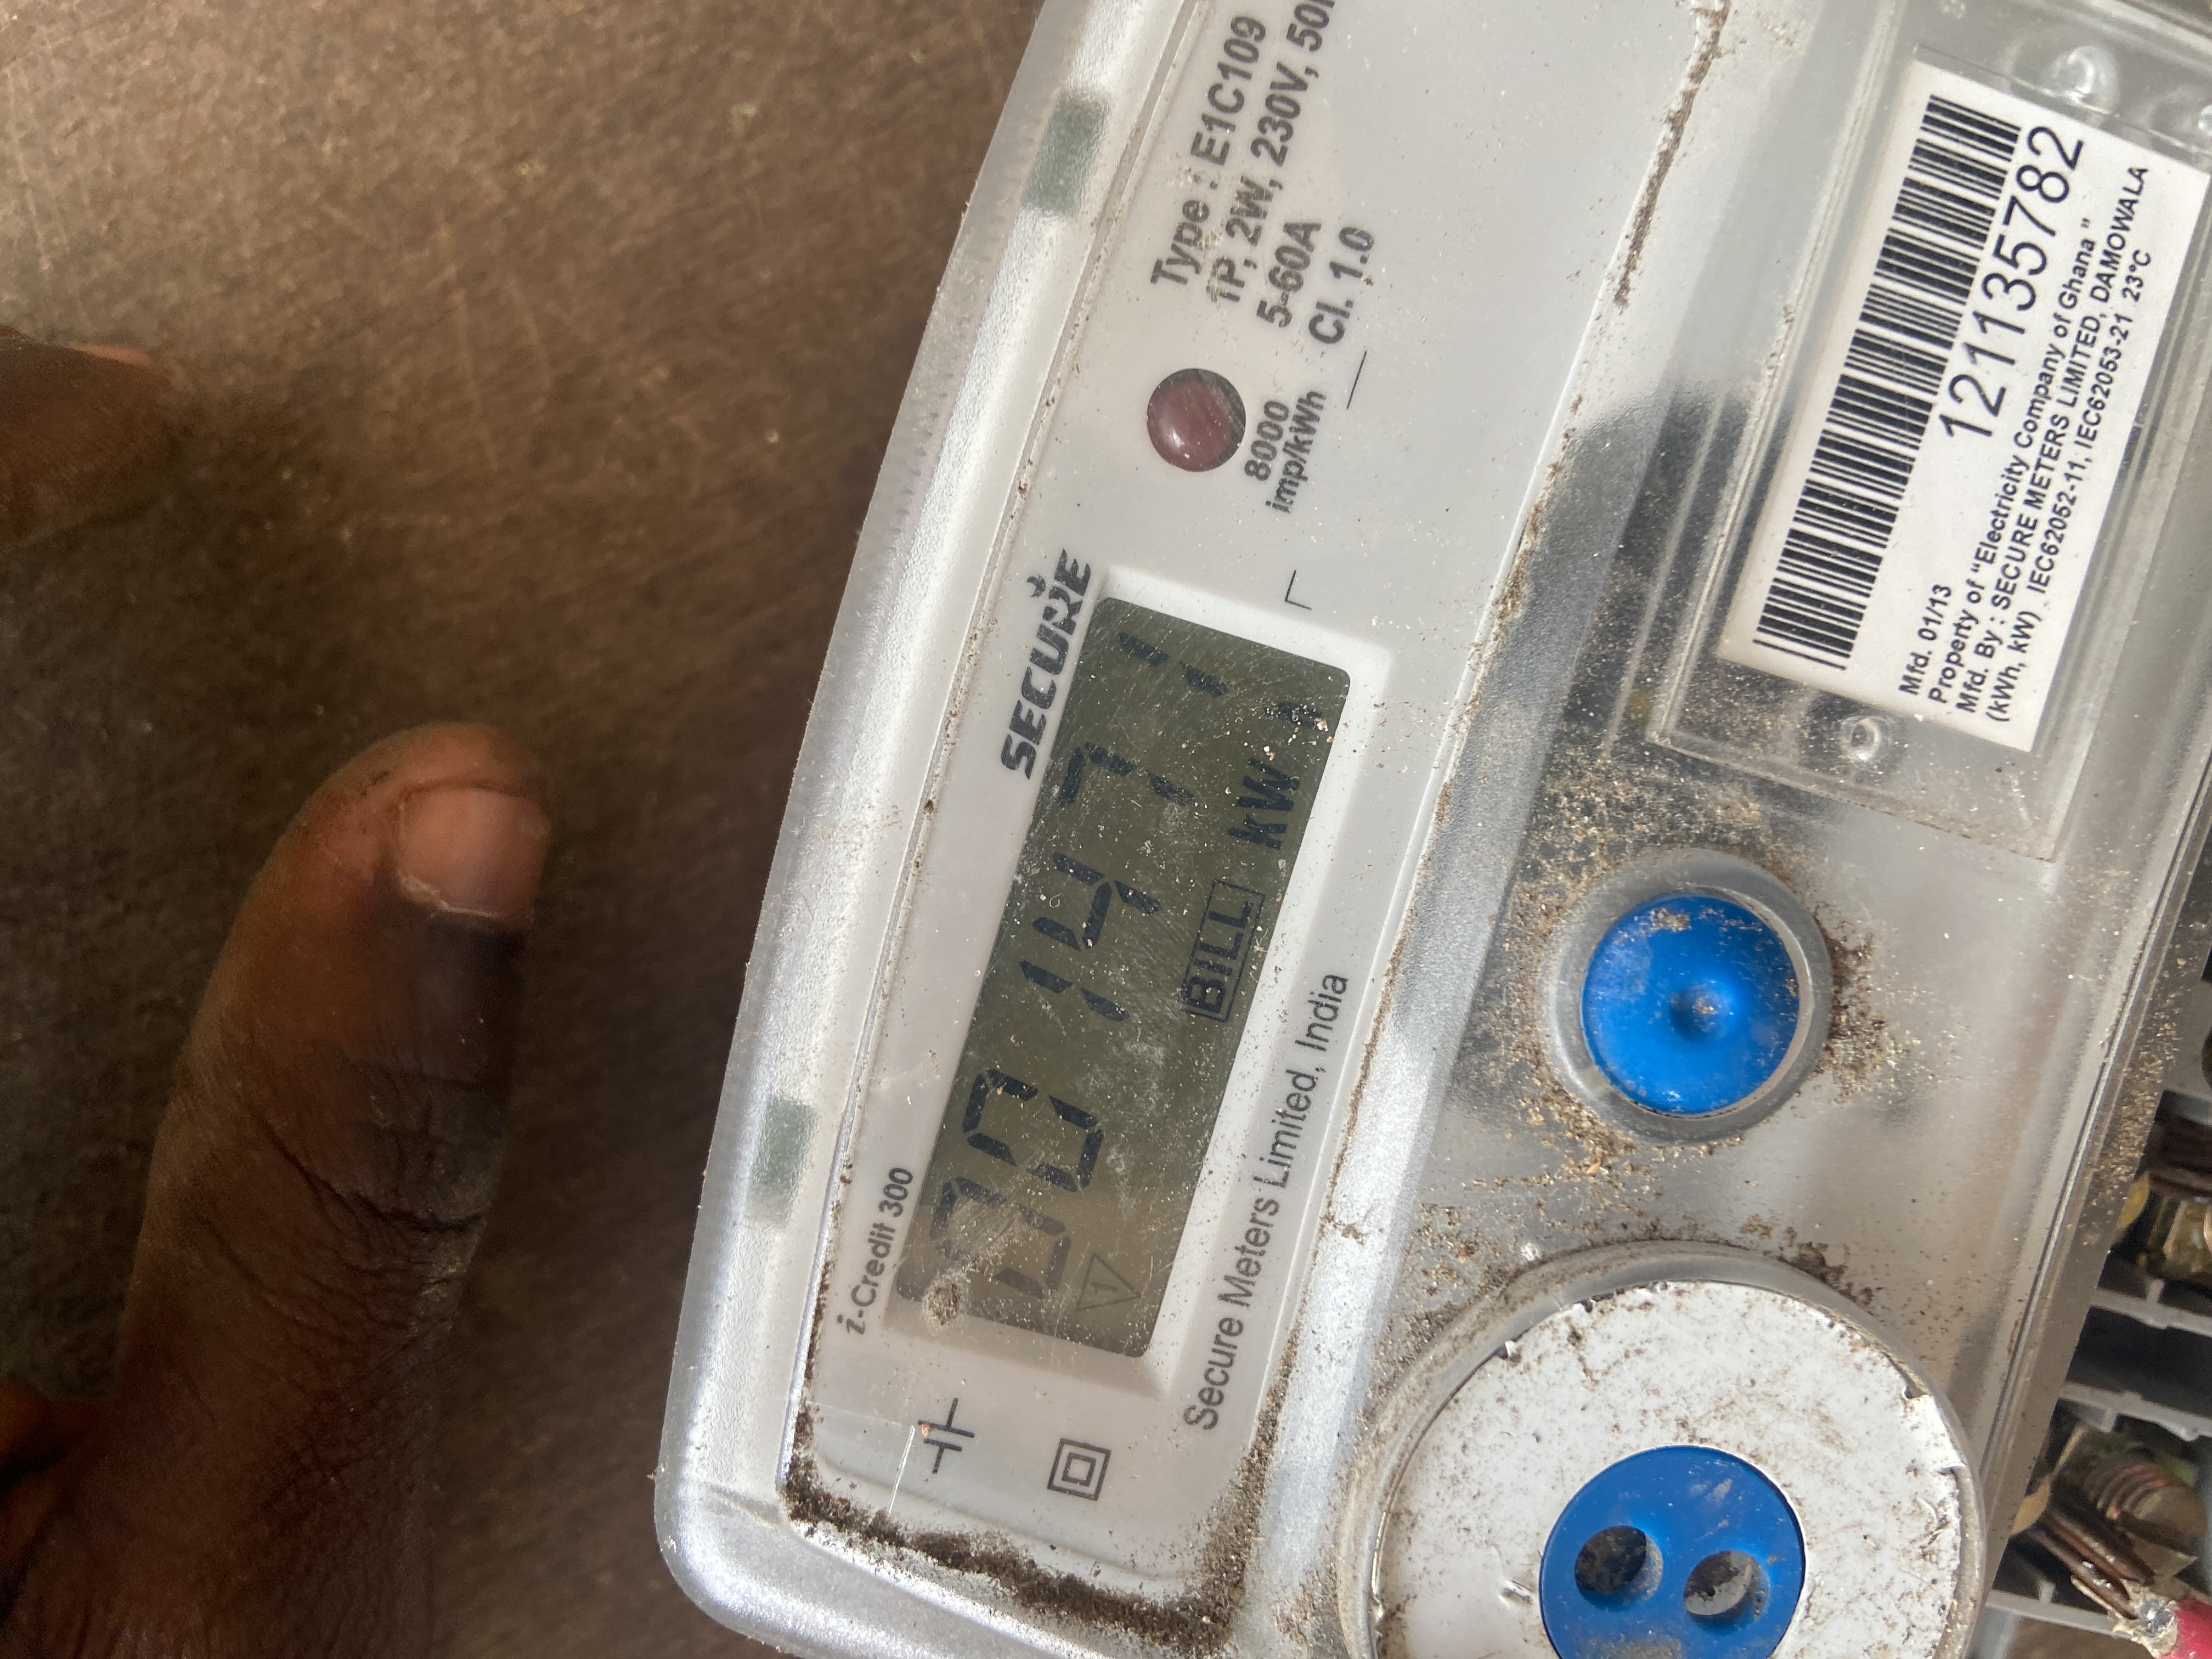 i-Credit 300
SECURE
001471
1
BILL kW
Secure Meters Limited, India
8000
imp/kWh
Type : E1C109
1P, 2W, 230V,
5-60A
Cl. 1.0
121135782
Mfd. 01/13
Property of “Electricity Company of Ghana ”
Mfd. By : SECURE METERS LIMITED, DAMOWALA
(kWh, kW) IEC62052-11, IEC62053-21 23°C